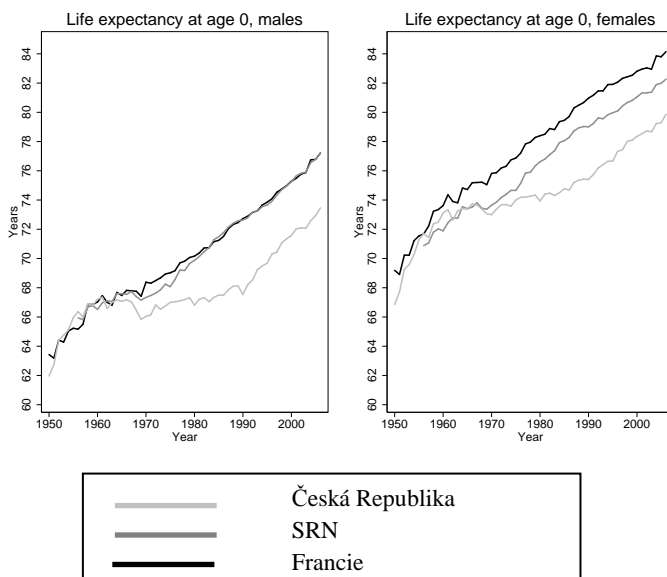 Life expectancy at age 0, males
Years
84
82
80
78
76
74
72
70
68
66
64
62
60
1950 1960 1970 1980 1990 2000
Year
Life expectancy at age 0, females
Years
84
82
80
78
76
74
72
70
68
66
64
62
60
1950 1960 1970 1980 1990 2000
Year
Česká Republika
SRN
Francie